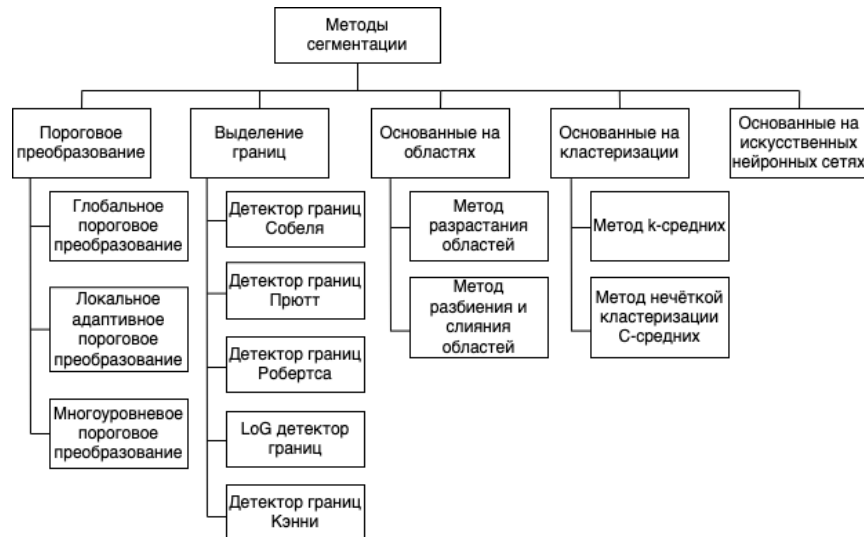 Методы
сегментации
Пороговое
преобразование
Выделение
границ
Основанные на
областях
Основанные на
кластеризации
Основанные на
искусственных
нейронных сетях
Глобальное
пороговое
преобразование
Локальное
адаптивное
пороговое
преобразование
Многоуровневое
пороговое
преобразование
Детектор границ
Собеля
Детектор границ
Прютт
Детектор границ
Робертса
LoG детектор
границ
Детектор границ
Кэнни
Метод
разрастания
областей
Метод
разбиения и
слияния
областей
Метод k-средних
Метод нечёткой
кластеризации
С-средних